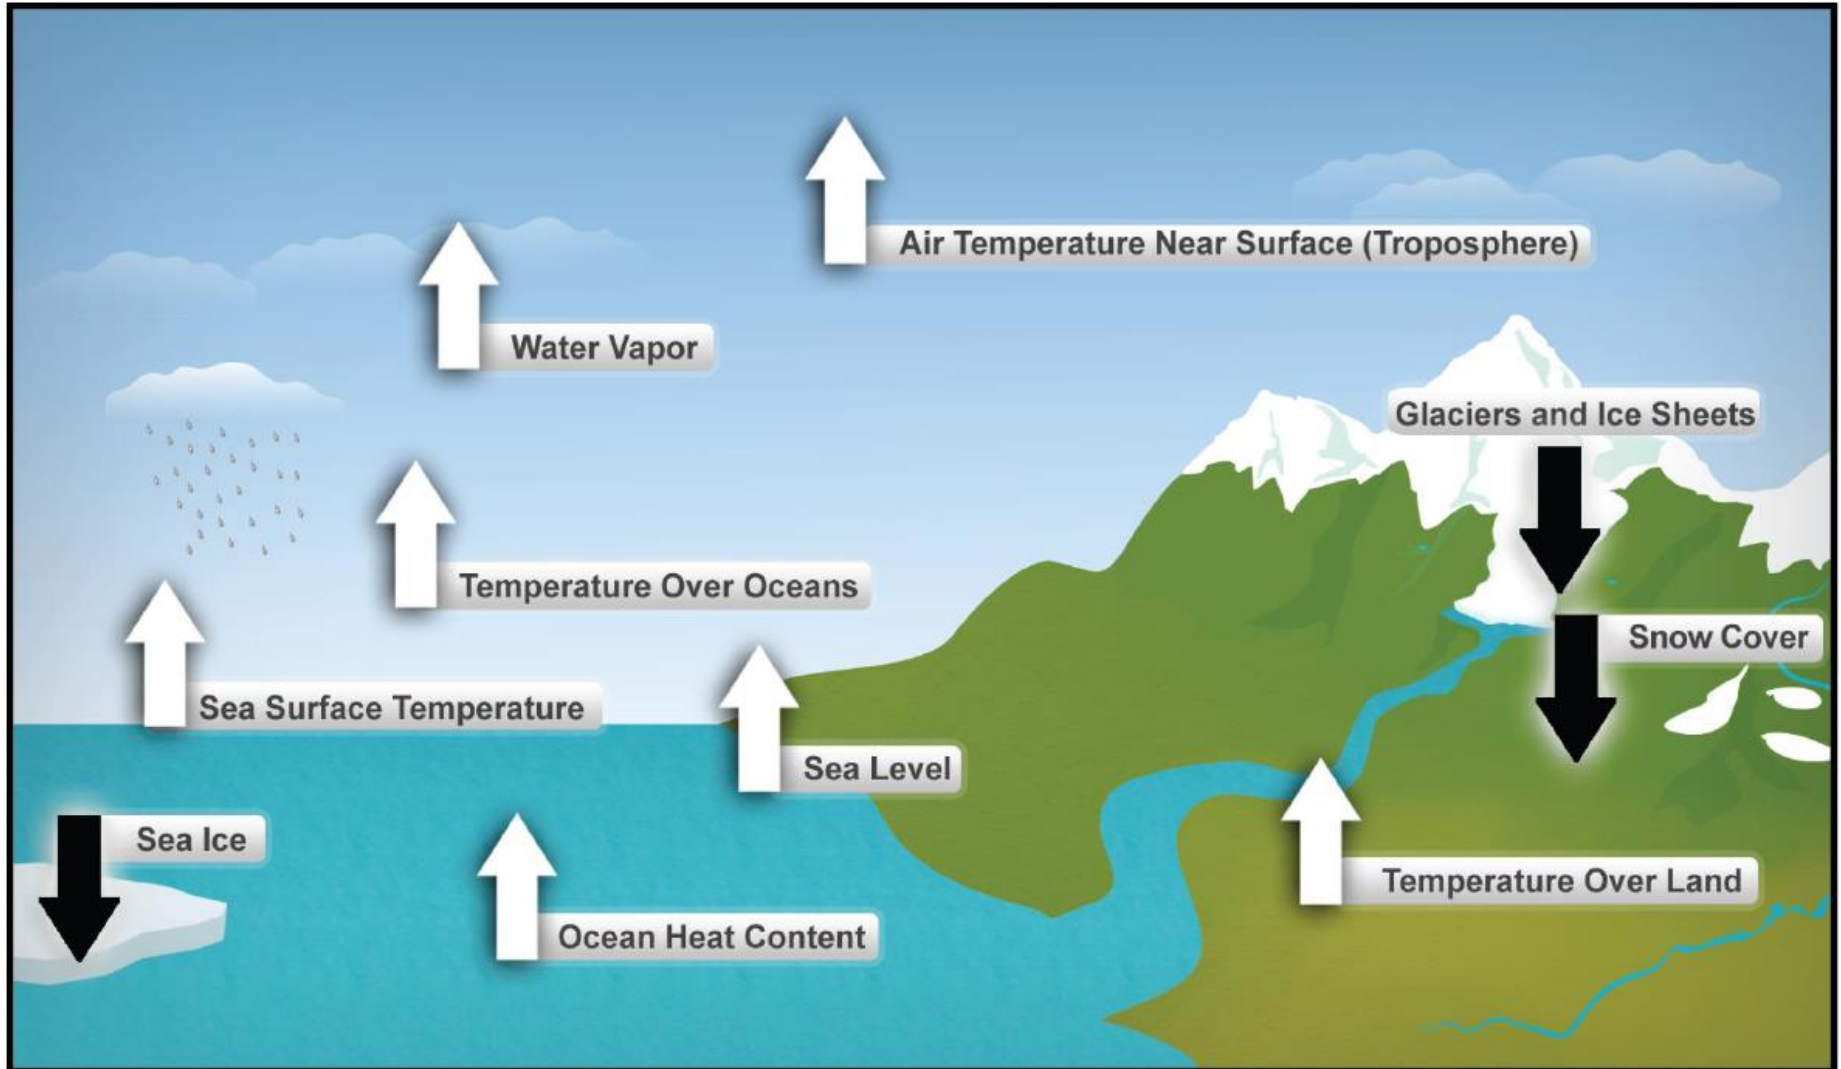 Air Temperature Near Surface (Troposphere)
Water Vapor
Glaciers and Ice Sheets
Temperature Over Oceans
Snow Cover
Sea Surface Temperature
Sea Level
Sea Ice
Temperature Over Land
Ocean Heat Content